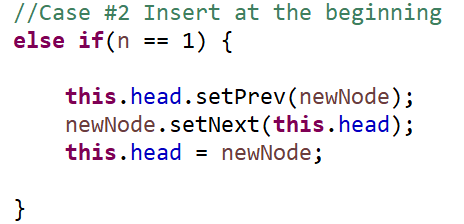 //Case #2 Insert at the beginning
else if(n == 1) {
this.head.setPrev(newNode);
newNode.setNext(this.head);
this.head = newNode;
}